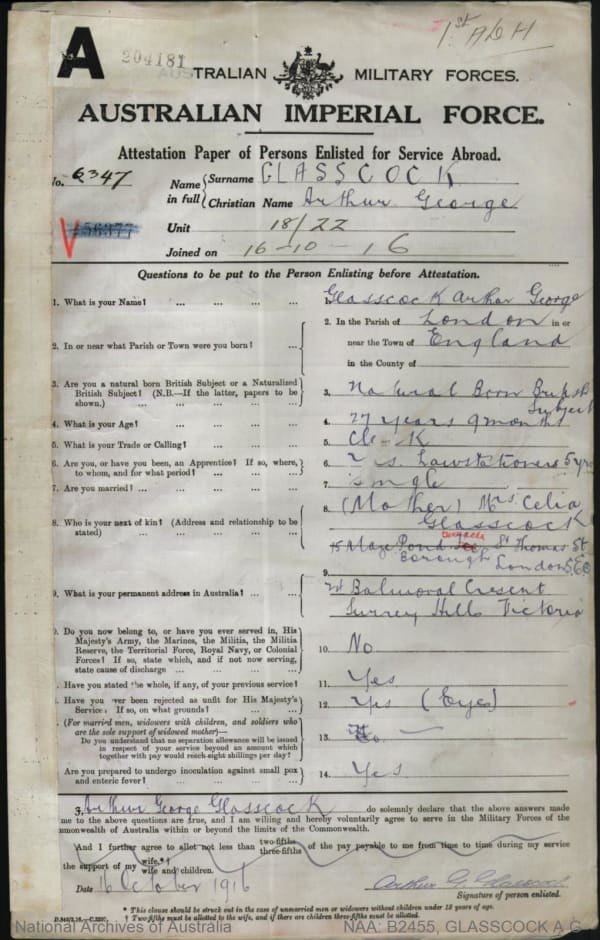 1st A D H
A
204181
AUSTRALIAN MILITARY FORCES.
AUSTRALIAN IMPERIAL FORCE.
Attestation Paper of Persons Enlisted for Service Abroad.
No. 6347
Name in full { Surname GLASSCOCK
Christian Name Arthur George
V 56377
Unit 18/22
Joined on 16-10-16
Questions to be put to the Person Enlisting before Attestation.
1. What is your Name? ... ... ... ... Glasscock Arthur George
2. In or near what Parish or Town were you born? ... 2. In the Parish of London in or
near the Town of England
in the County of
3. Are you a natural born British Subject or a Naturalized British Subject? (N.B.—If the latter, papers to be shown.) ... 3. Natural Born British Subject
4. What is your Age? ... 4. 27 years 9 months
5. What is your Trade or Calling? ... 5. Clerk
6. Are you, or have you been, an Apprentice? If so, where, to whom, and for what period? ... 6. Lawstationers 5 yrs
7. Are you married? ... 7. Single
8. Who is your next of kin? (Address and relationship to be stated) ... 8. (Mother) Mrs Celia
Glasscock
15 Maze Pond Terrace St Thomas St
Borough London S.E.
9. What is your permanent address in Australia? ... 9. Balmoral Cresent
Surrey Hills Victoria
Do you now belong to, or have you ever served in, His Majesty's Army, the Marines, the Militia, the Militia Reserve, the Territorial Force, Royal Navy, or Colonial Forces? If so, state which, and if not now serving, state cause of discharge ... 10. No
Have you stated the whole, if any, of your previous service? 11. Yes
Have you ever been rejected as unfit for His Majesty's Service? If so, on what grounds? 12. Yes (Eyes)
(For married men, widowers with children, and soldiers who are the sole support of widowed mother)—
Do you understand that no separation allowance will be issued in respect of your service beyond an amount which together with pay would reach eight shillings per day? 13.
Are you prepared to undergo inoculation against small pox and enteric fever? 14. Yes
I, Arthur George Glasscock do solemnly declare that the above answers made
me to the above questions are true, and I am willing and hereby voluntarily agree to serve in the Military Forces of the
mmonwealth of Australia within or beyond the limits of the Commonwealth.
And I further agree to allot not less than two-fifths three-fifths of the pay payable to me from time to time during my service
the support of my wife.*† wife and children.
Date 16 October 1916
Arthur G Glasscock
Signature of person enlisted.
* This clause should be struck out in the case of unmarried men or widowers without children under 18 years of age.
† Two-fifths must be allotted to the wife, and if there are children three-fifths must be allotted.
National Archives of Australia
NAA: B2455, GLASSCOCK A G